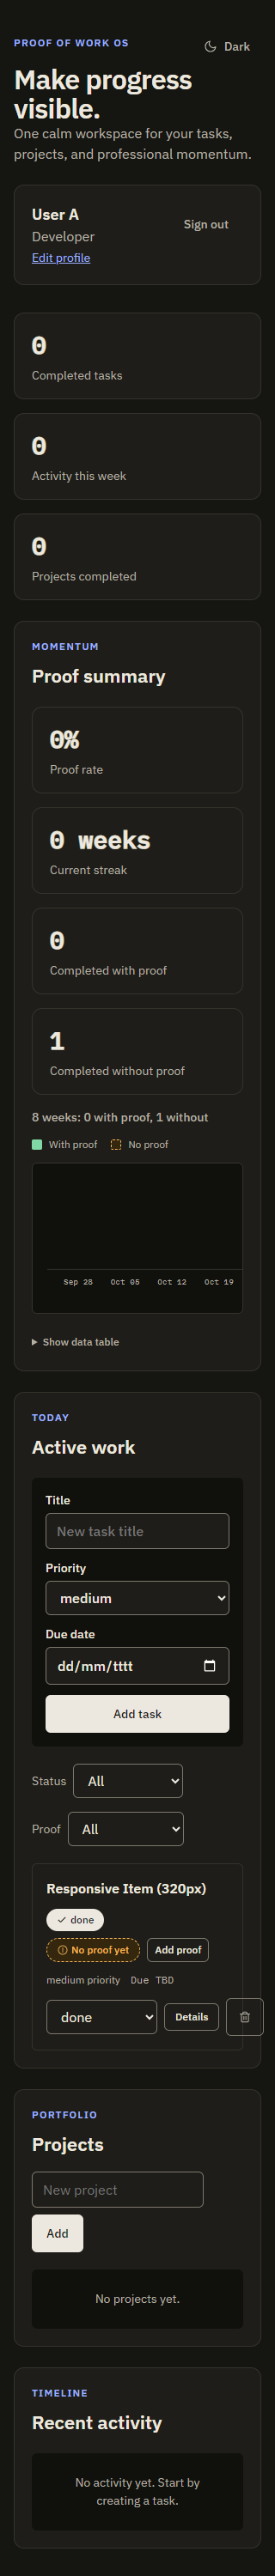 PROOF OF WORK OS
Dark
Make progress
visible.
One calm workspace for your tasks,
projects, and professional momentum.
User A
Developer
Edit profile
Sign out
0
Completed tasks
0
Activity this week
0
Projects completed
MOMENTUM
Proof summary
0%
Proof rate
0 weeks
Current streak
0
Completed with proof
1
Completed without proof
8 weeks: 0 with proof, 1 without
With proof No proof
Sep 28 Oct 05 Oct 12 Oct 19
Show data table
TODAY
Active work
Title
New task title
Priority
medium
Due date
dd/mm/tttt
Add task
Status All
Proof All
Responsive Item (320px)
done
No proof yet Add proof
medium priority Due TBD
done Details
PORTFOLIO
Projects
New project
Add
No projects yet.
TIMELINE
Recent activity
No activity yet. Start by
creating a task.